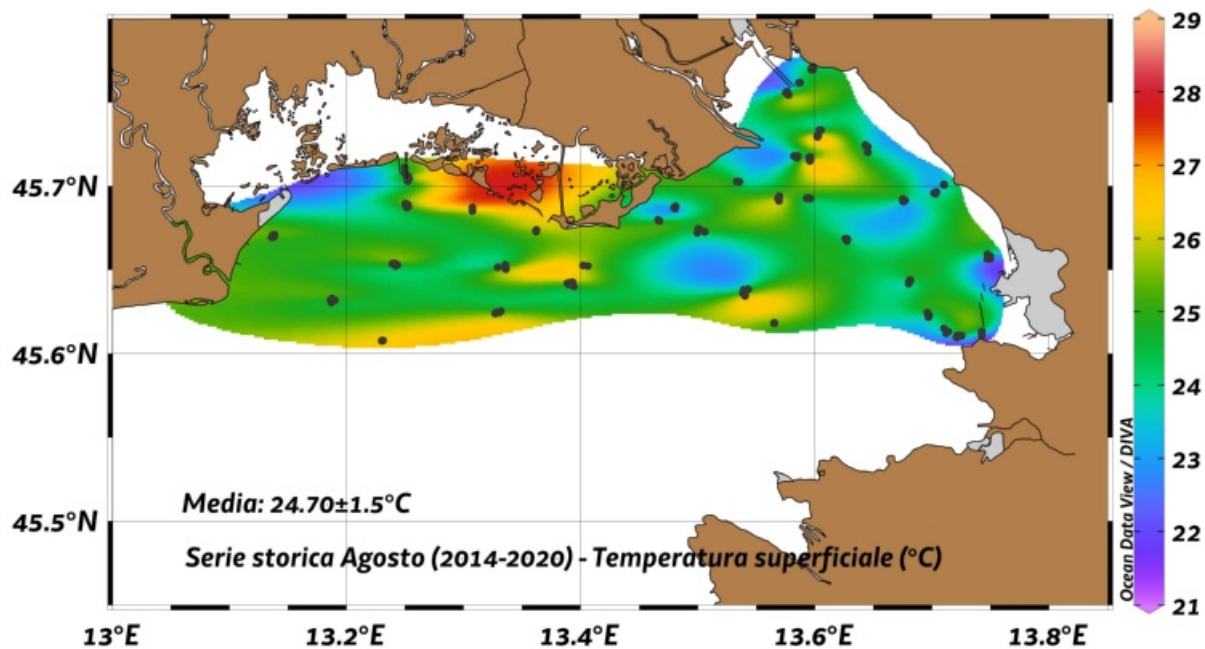 29
28
27
26
25
24
23
22
21
45.7°N
45.6°N
45.5°N
Media: 24.70±1.5°C
Serie storica Agosto (2014-2020) - Temperatura superficiale (°C)
Ocean Data View / DIVA
13°E
13.2°E
13.4°E
13.6°E
13.8°E